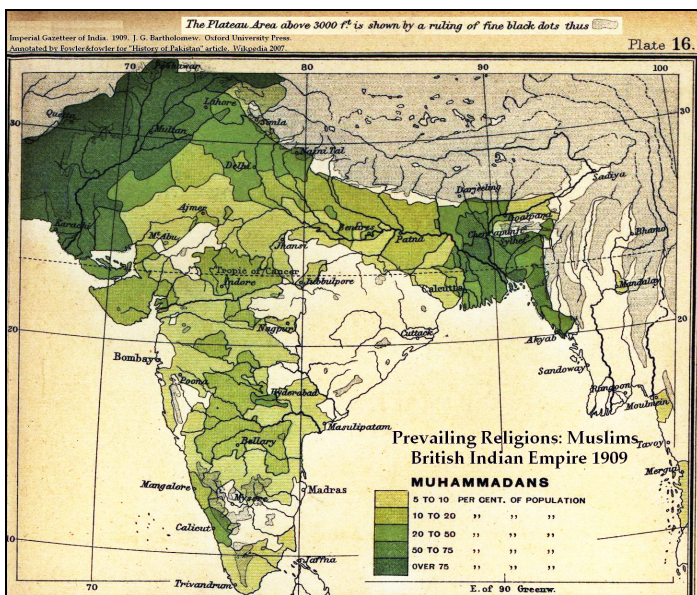 The Plateau Area above 3000 ft is shown by a ruling of fine black dots thus
Imperial Gazetteer of India. 1909. J. G. Bartholomew. Oxford University Press.
Annotated by Fowler&fowler for "History of Pakistan" article. Wikipedia 2007.
Plate 16.
70
80
90
100
Peshawar
30
Quetta
Lahore
Simla
30
Multan
Naini Tal
Delhi
Sadiya
Darjeeling
Ajmer
Goalpara
Karachi
Mt. Abu
Jhansi
Benares
Patna
Cherrapunji
Sylhet
Bhamo
Tropic of Cancer
Indore
Jubbulpore
Calcutta
Mandalay
20
Nagpur
Cuttack
Akyab
20
Bombay
Sandoway
Poona
Hyderabad
Rangoon
Moulmein
Masulipatam
Prevailing Religions: Muslims
British Indian Empire 1909
Tavoy
Bellary
Mergui
MUHAMMADANS
Mangalore
Mysore
Madras
5 TO 10 PER CENT. OF POPULATION
10 TO 20 ,, ,, ,,
Calicut
20 TO 50 ,, ,, ,,
10
50 TO 75 ,, ,, ,,
Jaffna
OVER 75 ,, ,, ,,
70
Trivandrum
80
E. of 90 Greenw.